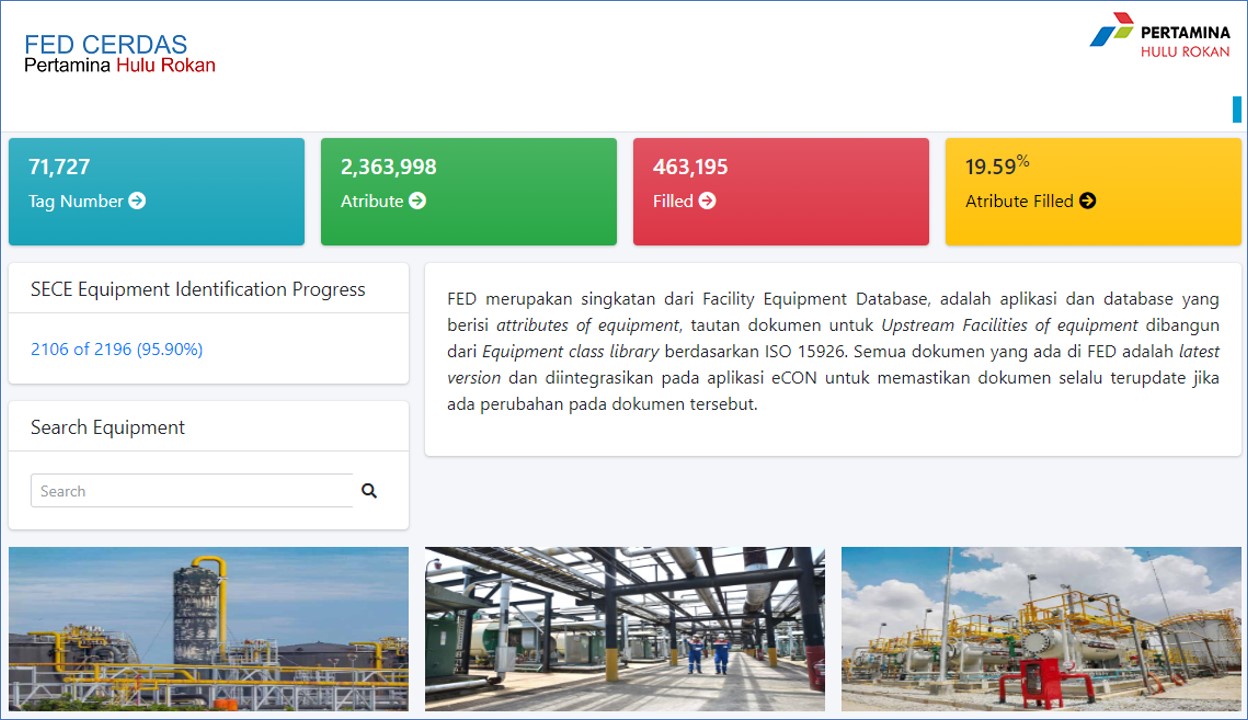 FED CERDAS
Pertamina Hulu Rokan
PERTAMINA
HULU ROKAN
71,727
Tag Number
2,363,998
Atribute
463,195
Filled
19.59%
Atribute Filled
SECE Equipment Identification Progress
2106 of 2196 (95.90%)
FED merupakan singkatan dari Facility Equipment Database, adalah aplikasi dan database yang
berisi attributes of equipment, tautan dokumen untuk Upstream Facilities of equipment dibangun
dari Equipment class library berdasarkan ISO 15926. Semua dokumen yang ada di FED adalah latest
version dan diintegrasikan pada aplikasi eCON untuk memastikan dokumen selalu terupdate jika
ada perubahan pada dokumen tersebut.
Search Equipment
Search